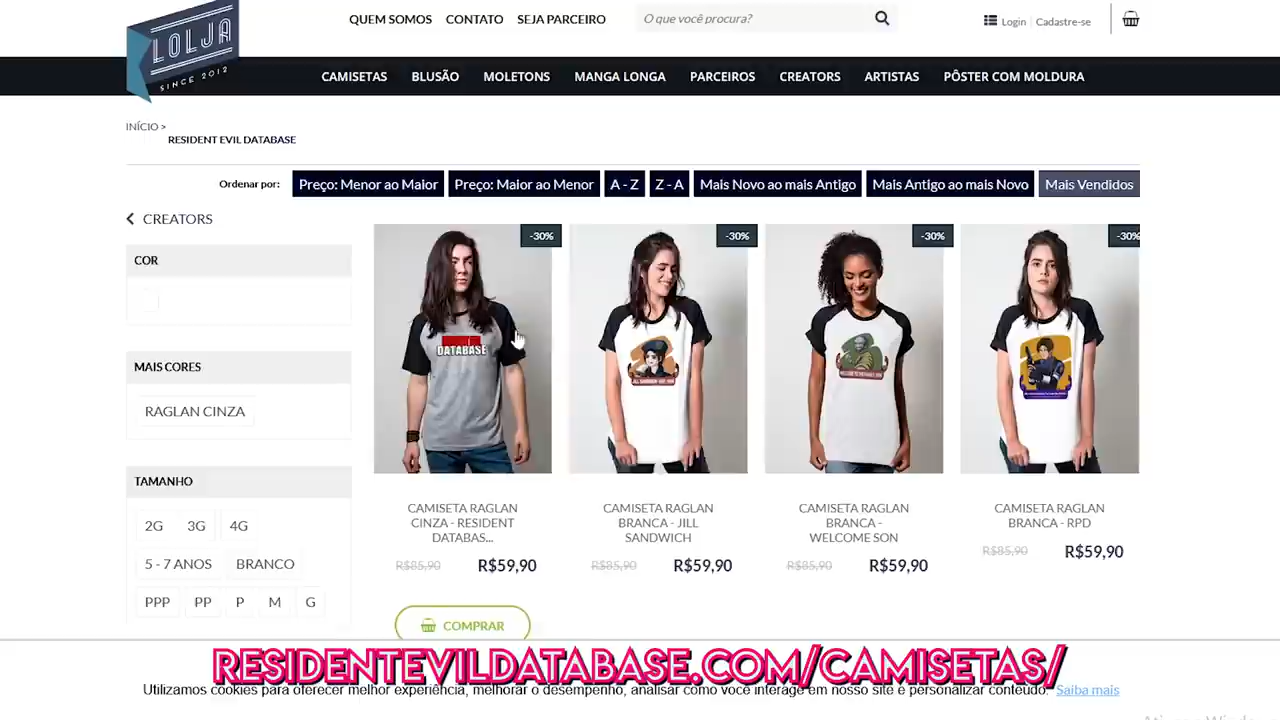 QUEM SOMOS CONTATO SEJA PARCEIRO
O que você procura?
Login Cadastre-se
LOLJA
SINCE 2012
CAMISETAS BLUSÃO MOLETONS MANGA LONGA PARCEIROS CREATORS ARTISTAS PÔSTER COM MOLDURA
INÍCIO >
RESIDENT EVIL DATABASE
Ordenar por: Preço: Menor ao Maior Preço: Maior ao Menor A - Z Z - A Mais Novo ao mais Antigo Mais Antigo ao mais Novo Mais Vendidos
CREATORS
COR
MAIS CORES
RAGLAN CINZA
TAMANHO
2G 3G 4G
5 - 7 ANOS BRANCO
PPP PP P M G
-30% -30% -30% -30%
DATABASE
CAMISETA RAGLAN
CINZA - RESIDENT
DATABAS...
R$85,90 R$59,90
COMPRAR
CAMISETA RAGLAN
BRANCA - JILL
SANDWICH
R$85,90 R$59,90
CAMISETA RAGLAN
BRANCA -
WELCOME SON
R$85,90 R$59,90
CAMISETA RAGLAN
BRANCA - RPD
R$85,90 R$59,90
RESIDENTEVILDATABASE.COM/CAMISETAS/
Utilizamos cookies para oferecer melhor experiência, melhorar o desempenho, analisar como você interage em nosso site e personalizar conteúdo. Saiba mais